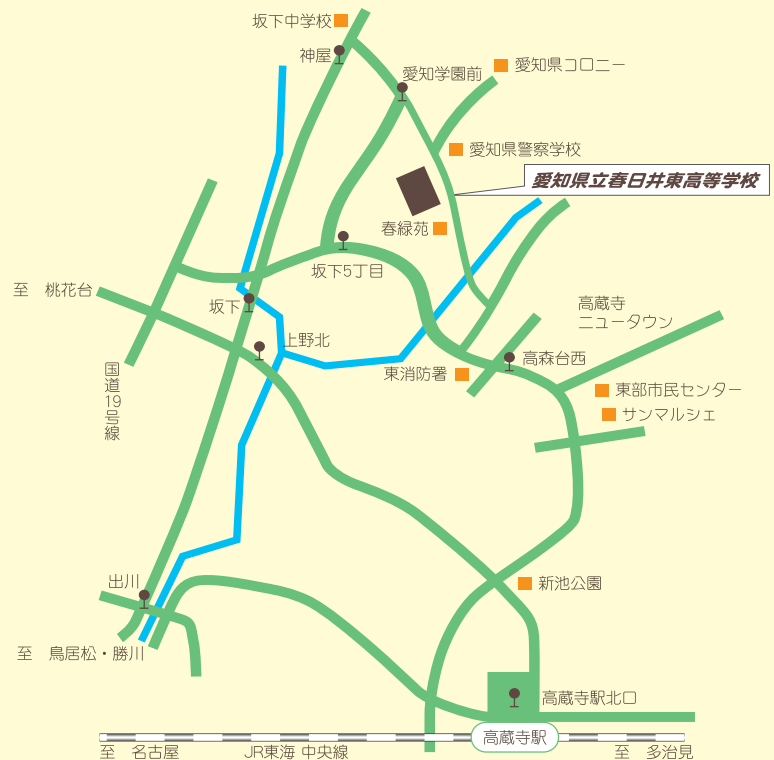 坂下中学校
神屋
愛知学園前
愛知県コロニー
愛知県警察学校
愛知県立春日井東高等学校
春緑苑
坂下5丁目
至　桃花台
坂下
高蔵寺
ニュータウン
上野北
高森台西
国道19号線
東消防署
東部市民センター
サンマルシェ
出川
新池公園
至　鳥居松・勝川
高蔵寺駅北口
高蔵寺駅
至　名古屋
JR東海 中央線
至　多治見